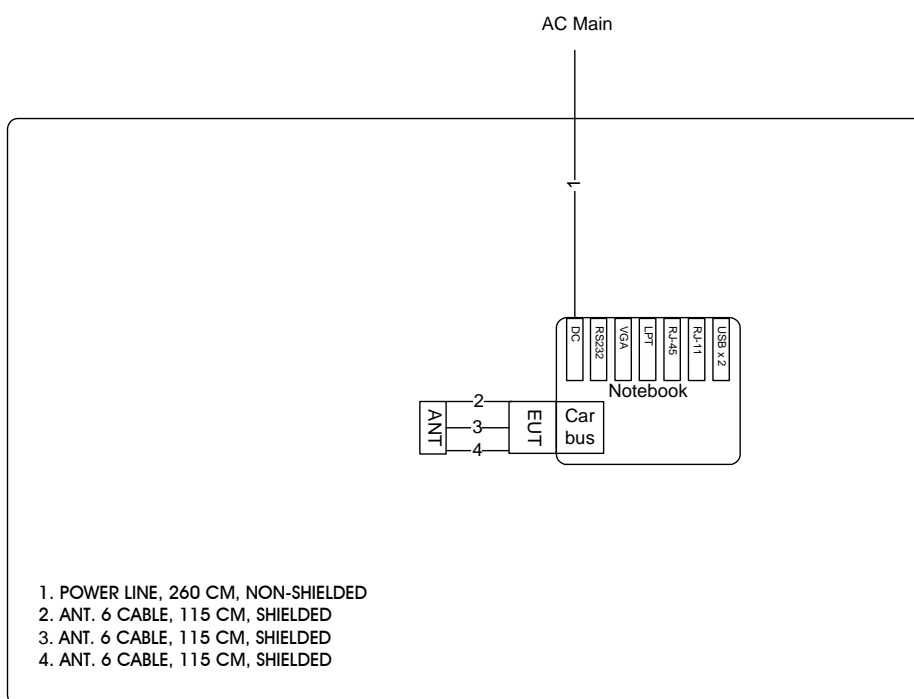 AC Main
1
DC
RS232
VGA
LPT
RJ-45
RJ-11
USB x 2
Notebook
ANT
2
3
4
EUT
Car
bus
1. POWER LINE, 260 CM, NON-SHIELDED
2. ANT. 6 CABLE, 115 CM, SHIELDED
3. ANT. 6 CABLE, 115 CM, SHIELDED
4. ANT. 6 CABLE, 115 CM, SHIELDED